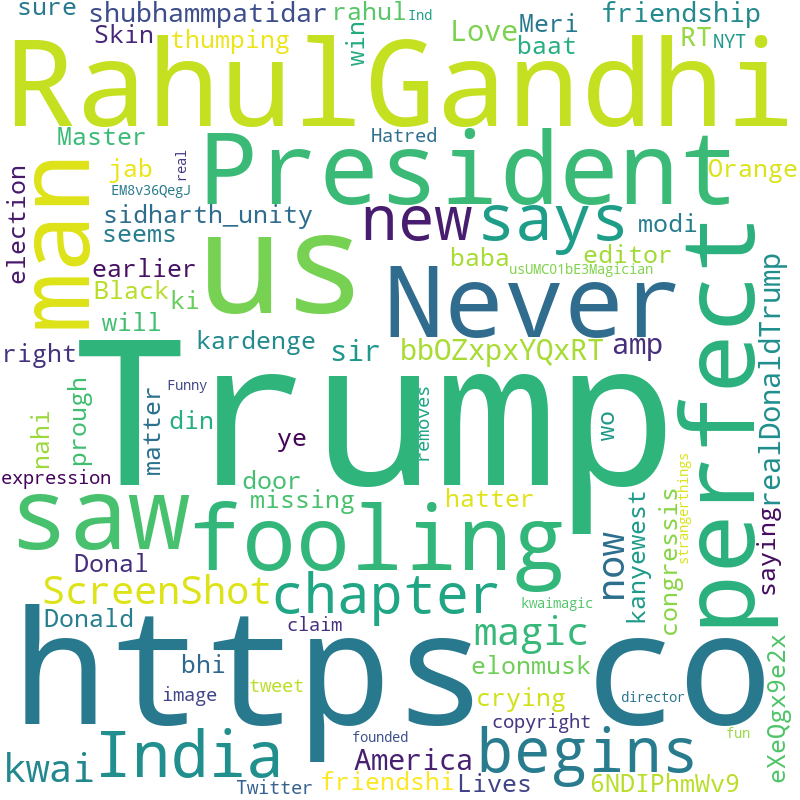 sure
shubhammpatidar
rahul
Ind
win
Meri
friendship
Skin
thumping
Love
baat
RT
NYT
RahulGandhi
Master
Hatred
real
jab
EM8v36QegJ
President
Orange
election
man
sidharth_unity
us
new
says
modi
seems
earlier
baba
editor
Black
ki
usUMC01bE3Magician
will
Never
perfect
realDonaldTrump
right
kardenge
sir
bbOZxpxYQxRT
amp
Trump
Funny
prough
nahi
matter
din
ye
removes
wo
expression
door
saw
missing
fooling
hatter
strangerthings
now
kanyewest
congressis
saying
Donal
ScreenShot
chapter
kwaimagic
Donald
claim
magic
https
co
bhi
elonmusk
image
tweet
crying
director
eXeQgx9e2x
copyright
India
founded
begins
fun
kwai
America
Twitter
friendshi
Lives
6NDIPhmWv9